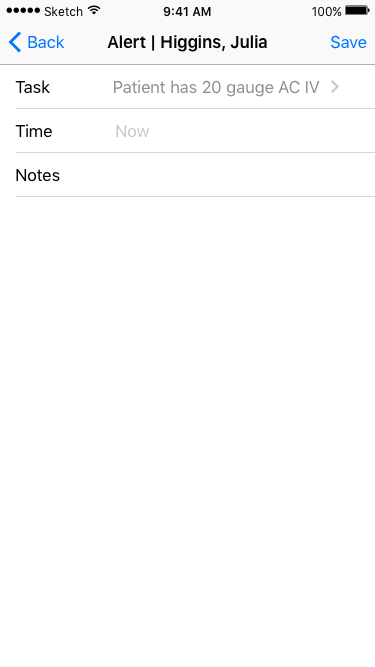 Sketch 9:41 AM 100%
Back Alert | Higgins, Julia Save
Task Patient has 20 gauge AC IV
Time Now
Notes